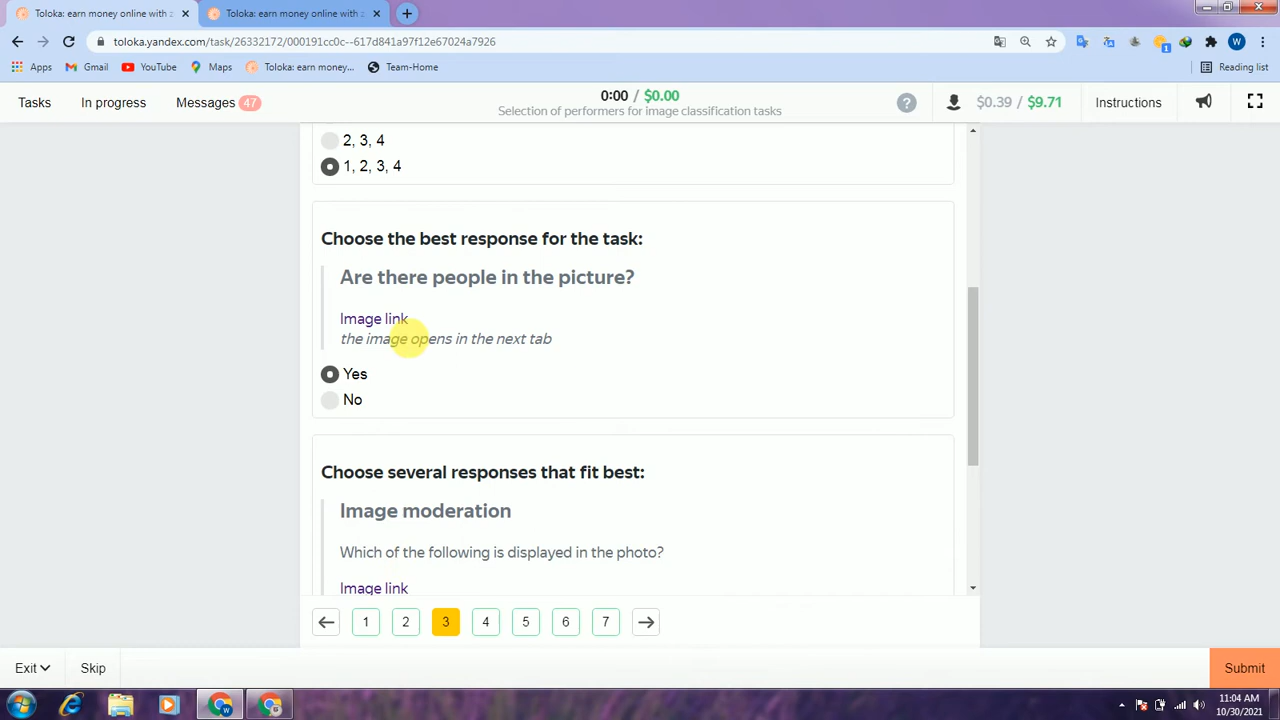 Toloka: earn money online with
Toloka: earn money online with
toloka.yandex.com/task/26332172/000191cc0c--617d841a97f12e67024a7926
Apps
Gmail
YouTube
Maps
Toloka: earn money...
Team-Home
Reading list
Tasks
In progress
Messages 47
0:00 / $0.00
Selection of performers for image classification tasks
?
$0.39 / $9.71
Instructions
2, 3, 4
1, 2, 3, 4
Choose the best response for the task:
Are there people in the picture?
Image link
the image opens in the next tab
Yes
No
Choose several responses that fit best:
Image moderation
Which of the following is displayed in the photo?
Image link
1 2 3 4 5 6 7
Exit
Skip
Submit
11:04 AM
10/30/2021